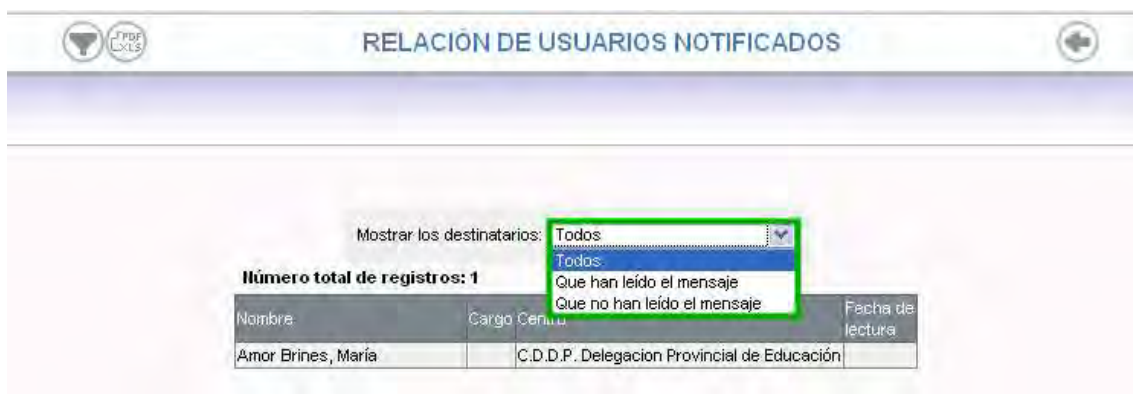 PDF
XLS
RELACIÓN DE USUARIOS NOTIFICADOS
Mostrar los destinatarios: Todos
Todos
Que han leído el mensaje
Que no han leído el mensaje
Número total de registros: 1
Nombre Cargo Centro Fecha de
lectura
Amor Brines, María C.D.D.P. Delegacion Provincial de Educación